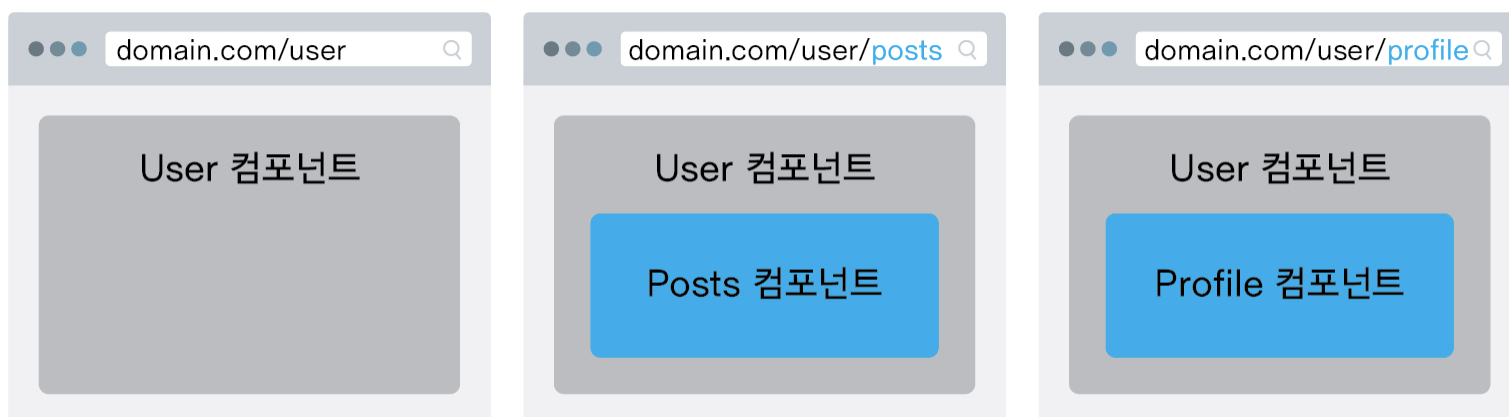 domain.com/user
User 컴포넌트
domain.com/user/posts
User 컴포넌트
Posts 컴포넌트
domain.com/user/profile
User 컴포넌트
Profile 컴포넌트